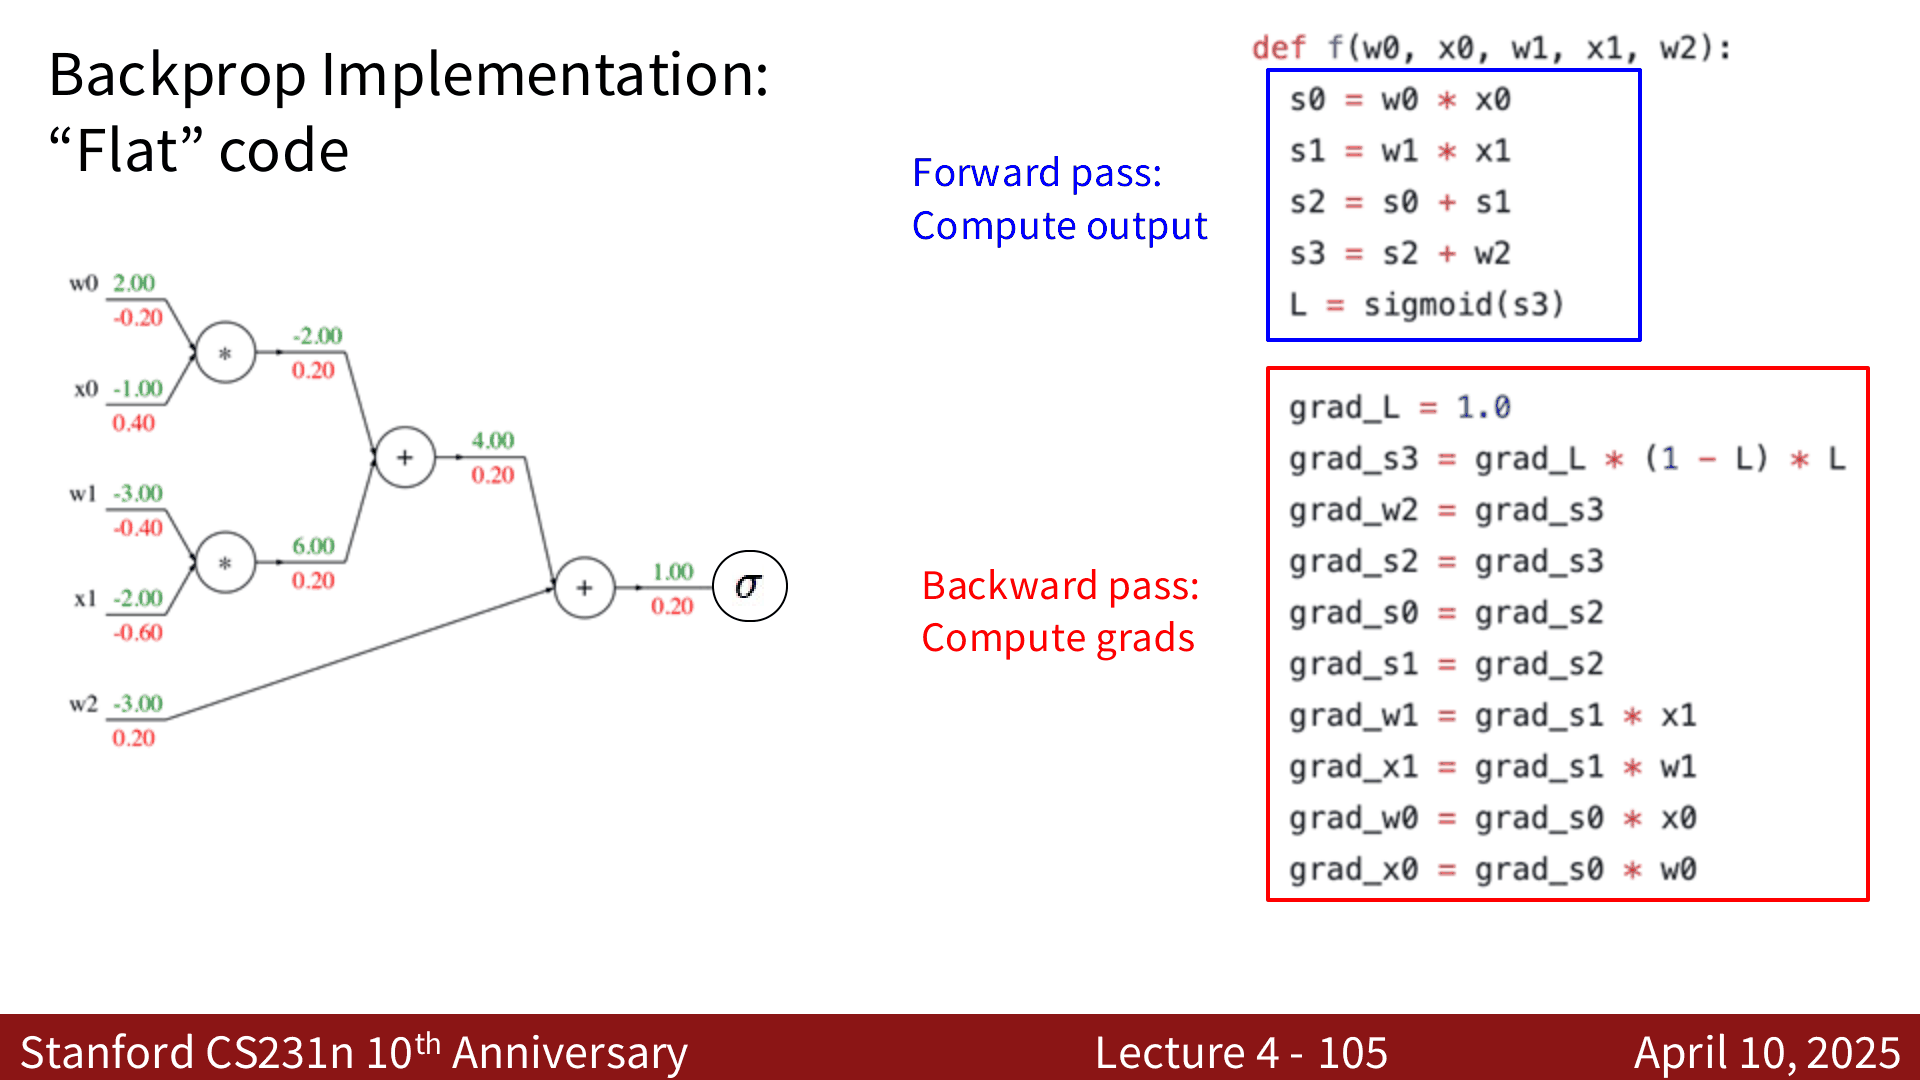 Backprop Implementation:
“Flat” code
def f(w0, x0, w1, x1, w2):
s0 = w0 * x0
s1 = w1 * x1
s2 = s0 + s1
s3 = s2 + w2
L = sigmoid(s3)
Forward pass:
Compute output
grad_L = 1.0
grad_s3 = grad_L * (1 - L) * L
grad_w2 = grad_s3
grad_s2 = grad_s3
grad_s0 = grad_s2
grad_s1 = grad_s2
grad_w1 = grad_s1 * x1
grad_x1 = grad_s1 * w1
grad_w0 = grad_s0 * x0
grad_x0 = grad_s0 * w0
Backward pass:
Compute grads
w0 2.00
-0.20
x0 -1.00
0.40
*
-2.00
0.20
w1 -3.00
-0.40
x1 -2.00
-0.60
*
6.00
0.20
+
4.00
0.20
w2 -3.00
0.20
+
1.00
0.20
σ
Stanford CS231n 10th Anniversary
Lecture 4 - 105
April 10, 2025